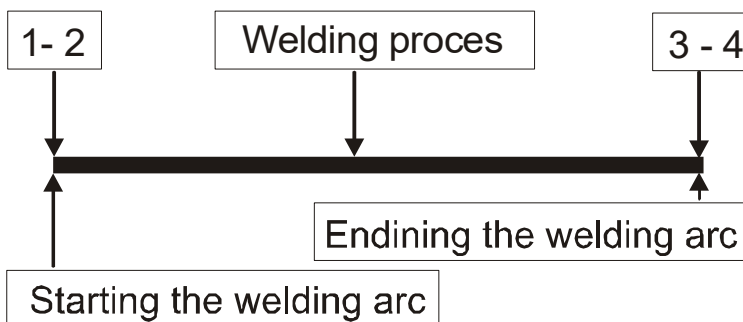 1- 2
Welding proces
3 - 4
Endining the welding arc
Starting the welding arc